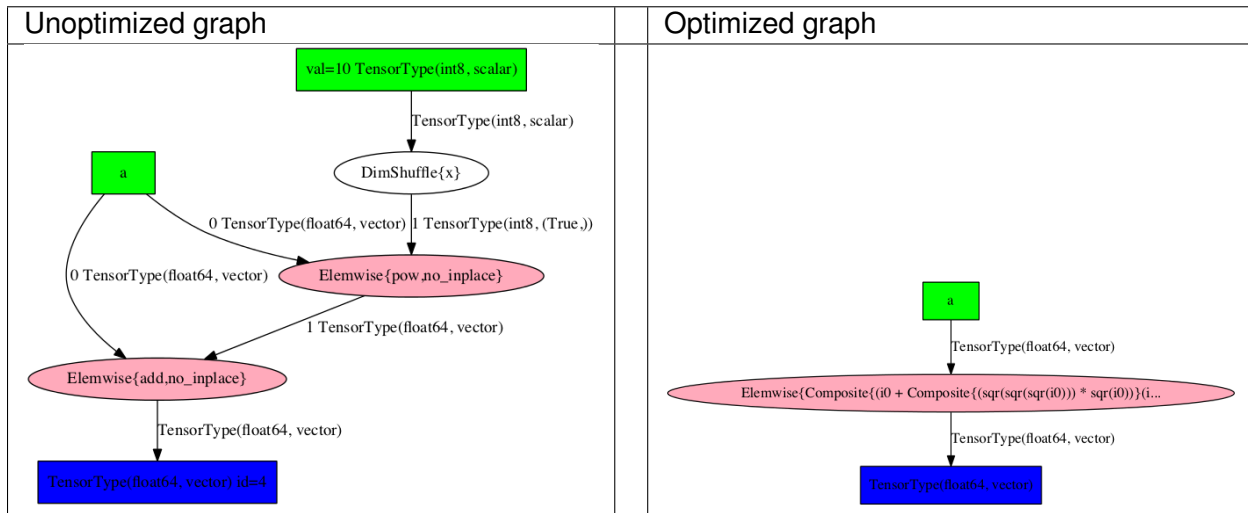 Unoptimized graph
val=10 TensorType(int8, scalar)
TensorType(int8, scalar)
DimShuffle{x}
a
0 TensorType(float64, vector)
1 TensorType(int8, (True,))
Elemwise{pow,no_inplace}
0 TensorType(float64, vector)
1 TensorType(float64, vector)
Elemwise{add,no_inplace}
TensorType(float64, vector)
TensorType(float64, vector) id=4
Optimized graph
a
TensorType(float64, vector)
Elemwise{Composite{(i0 + Composite{(sqr(sqr(sqr(i0))) * sqr(i0))}(i...
TensorType(float64, vector)
TensorType(float64, vector)